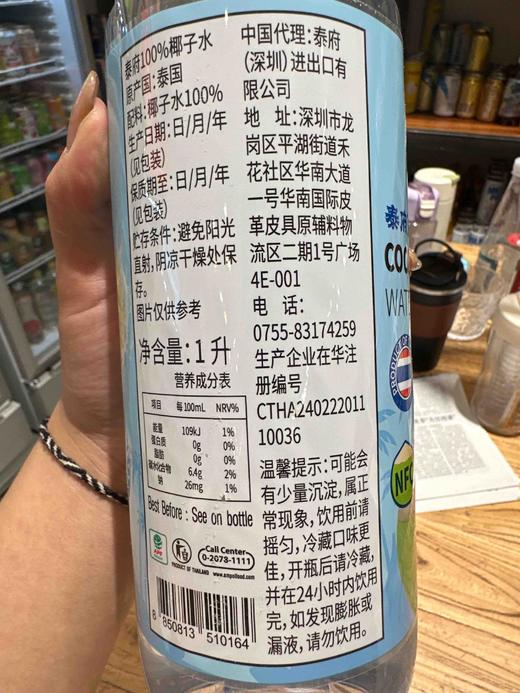 泰府100%椰子水
原产国：泰国
配料：椰子水100%
生产日期：日/月/年
（见包装）
保质期至：日/月/年
（见包装）
贮存条件：避免阳光
直射，阴凉干燥处保
存。
图片仅供参考
净含量：1 升
营养成分表
项目 每 100mL NRV%
能量 109kJ 1%
蛋白质 0g 0%
脂肪 0g 0%
碳水化合物 6.4g 2%
钠 26mg 1%
Best Before : See on bottle
PRODUCT OF THAILAND
Call Center
0-2078-1111
www.ampolfood.com
8 850813 510164
中国代理：泰府
（深圳）进出口有
限公司
地 址：深圳市龙
岗区平湖街道禾
花社区华南大道
一号华南国际皮
革皮具原辅料物
流区二期1号广场
4E-001
电 话：
0755-83174259
生产企业在华注
册编号
CTHA240222011
10036
温馨提示：可能会
有少量沉淀，属正
常现象，饮用前请
摇匀，冷藏口味更
佳，开瓶后请冷藏，
并在24小时内饮用
完，如发现膨胀或
漏液，请勿饮用。
泰府
COC
WAT
PRODUCT OF
NFC